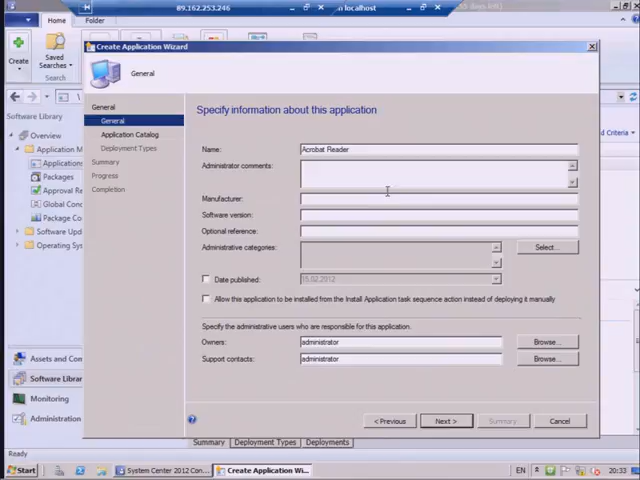 89.162.253.246
n localhost
Home
Folder
Create
Saved
Searches
Search
Create Application Wizard
General
Software Library
Overview
Applications
Packages
Approval Re
Global Cond
Package Co
Software Upd
Operating Sys
Assets and Com
Software Librar
Monitoring
Administration
Ready
General
General
Application Catalog
Deployment Types
Summary
Progress
Completion
Specify information about this application
Name:
Acrobat Reader
Administrator comments:
Manufacturer:
Software version:
Optional reference:
Administrative categories:
Select...
Date published:
15.02.2012
Allow this application to be installed from the Install Application task sequence action instead of deploying it manually
Specify the administrative users who are responsible for this application.
Owners:
administrator
Browse...
Support contacts:
administrator
Browse...
< Previous
Next >
Summary
Cancel
Criteria
Summary
Deployment Types
Deployments
Start
System Center 2012 Con...
Create Application Wi...
EN
20:33